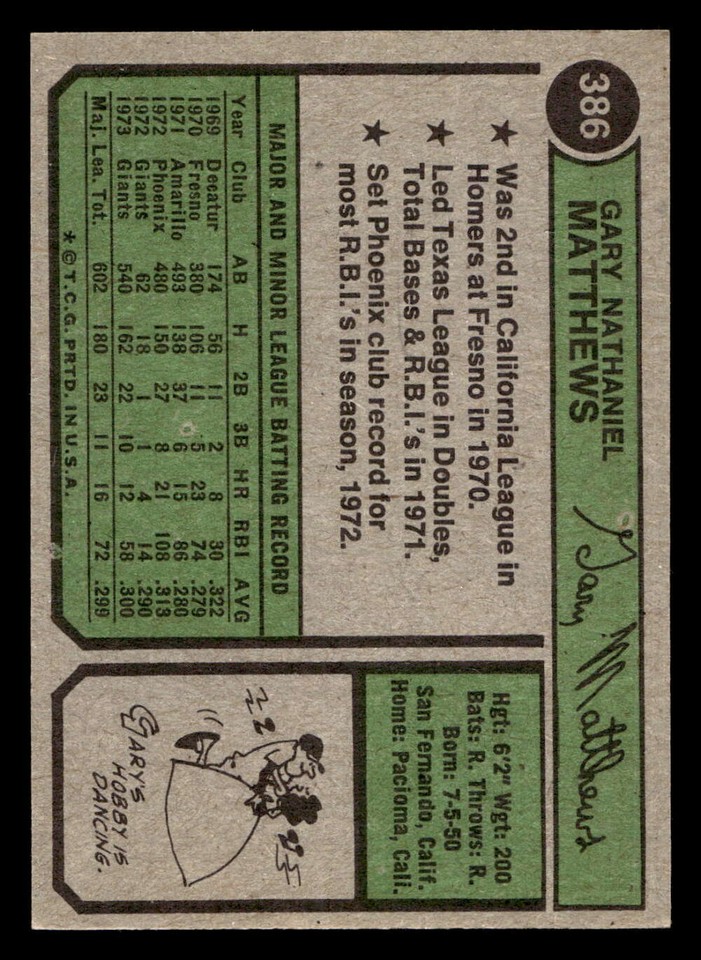 386
GARY NATHANIEL
MATTHEWS
Gary Matthews
★ Was 2nd in California League in
Homers at Fresno in 1970.
★ Led Texas League in Doubles,
Total Bases & R.B.I.'s in 1971.
★ Set Phoenix club record for
most R.B.I.'s in season, 1972.
Hgt: 6'2" Wgt: 200
Bats: R. Throws: R.
Born: 7-5-50
San Fernando, Calif.
Home: Pacioma, Cali.
MAJOR AND MINOR LEAGUE BATTING RECORD
Year Club AB H 2B 3B HR RBI AVG
1969 Decatur 174 56 11 2 8 30 .322
1970 Fresno 380 106 11 5 23 74 .279
1971 Amarillo 493 138 37 6 15 86 .280
1972 Phoenix 480 150 27 8 21 108 .313
1972 Giants 62 18 1 1 4 14 .290
1973 Giants 540 162 22 10 12 58 .300
Maj. Lea. Tot. 602 180 23 11 16 72 .299
* © T.C.G. PRTD. IN U.S.A.
GARY'S
HOBBY IS
DANCING.